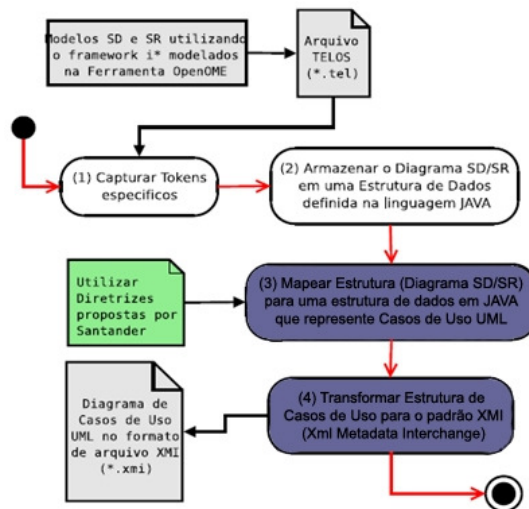 Modelos SD e SR utilizando
o framework i* modelados
na Ferramenta OpenOME
Arquivo
TELOS
(*.tel)
(1) Capturar Tokens
especificos
(2) Armazenar o Diagrama SD/SR
em uma Estrutura de Dados
definida na linguagem JAVA
Utilizar
Diretrizes
propostas por
Santander
(3) Mapear Estrutura (Diagrama SD/SR)
para uma estrutura de dados em JAVA
que represente Casos de Uso UML
Diagrama de
Casos de Uso
UML no formato
de arquivo XMI
(*.xmi)
(4) Transformar Estrutura de
Casos de Uso para o padrão XMI
(Xml Metadata Interchange)